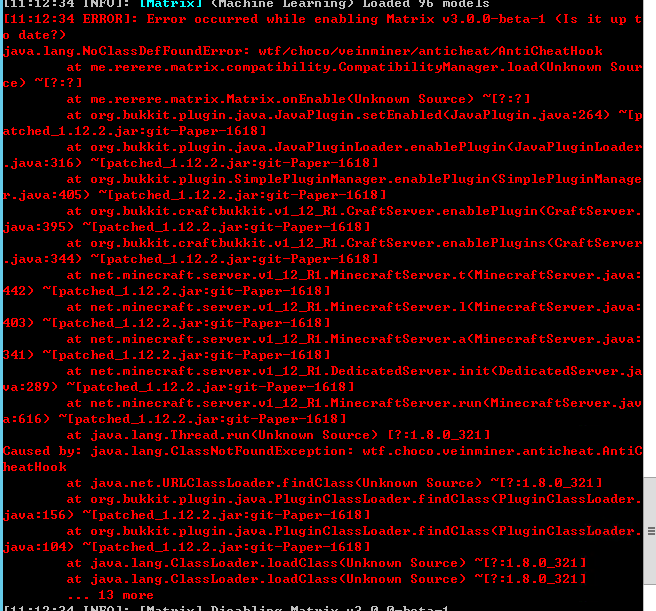 [11:12:34 INFO]: [Matrix] (Machine Learning) Loaded 96 models
[11:12:34 ERROR]: Error occurred while enabling Matrix v3.0.0-beta-1 (Is it up t
o date?)
java.lang.NoClassDefFoundError: wtf/choco/veinminer/anticheat/AntiCheatHook
at me.rerere.matrix.compatibility.CompatibilityManager.load(Unknown Sour
ce) ~[?:?]
at me.rerere.matrix.Matrix.onEnable(Unknown Source) ~[?:?]
at org.bukkit.plugin.java.JavaPlugin.setEnabled(JavaPlugin.java:264) ~[p
atched_1.12.2.jar:git-Paper-1618]
at org.bukkit.plugin.java.JavaPluginLoader.enablePlugin(JavaPluginLoader
.java:316) ~[patched_1.12.2.jar:git-Paper-1618]
at org.bukkit.plugin.SimplePluginManager.enablePlugin(SimplePluginManage
r.java:405) ~[patched_1.12.2.jar:git-Paper-1618]
at org.bukkit.craftbukkit.v1_12_R1.CraftServer.enablePlugin(CraftServer.
java:395) ~[patched_1.12.2.jar:git-Paper-1618]
at org.bukkit.craftbukkit.v1_12_R1.CraftServer.enablePlugins(CraftServer
.java:344) ~[patched_1.12.2.jar:git-Paper-1618]
at net.minecraft.server.v1_12_R1.MinecraftServer.t(MinecraftServer.java:
442) ~[patched_1.12.2.jar:git-Paper-1618]
at net.minecraft.server.v1_12_R1.MinecraftServer.l(MinecraftServer.java:
403) ~[patched_1.12.2.jar:git-Paper-1618]
at net.minecraft.server.v1_12_R1.MinecraftServer.a(MinecraftServer.java:
341) ~[patched_1.12.2.jar:git-Paper-1618]
at net.minecraft.server.v1_12_R1.DedicatedServer.init(DedicatedServer.ja
va:289) ~[patched_1.12.2.jar:git-Paper-1618]
at net.minecraft.server.v1_12_R1.MinecraftServer.run(MinecraftServer.jav
a:616) ~[patched_1.12.2.jar:git-Paper-1618]
at java.lang.Thread.run(Unknown Source) [?:1.8.0_321]
Caused by: java.lang.ClassNotFoundException: wtf.choco.veinminer.anticheat.AntiC
heatHook
at java.net.URLClassLoader.findClass(Unknown Source) ~[?:1.8.0_321]
at org.bukkit.plugin.java.PluginClassLoader.findClass(PluginClassLoader.
java:156) ~[patched_1.12.2.jar:git-Paper-1618]
at org.bukkit.plugin.java.PluginClassLoader.findClass(PluginClassLoader.
java:104) ~[patched_1.12.2.jar:git-Paper-1618]
at java.lang.ClassLoader.loadClass(Unknown Source) ~[?:1.8.0_321]
at java.lang.ClassLoader.loadClass(Unknown Source) ~[?:1.8.0_321]
... 13 more
[11:12:34 INFO]: [Matrix] Disabling Matrix v3.0.0-beta-1